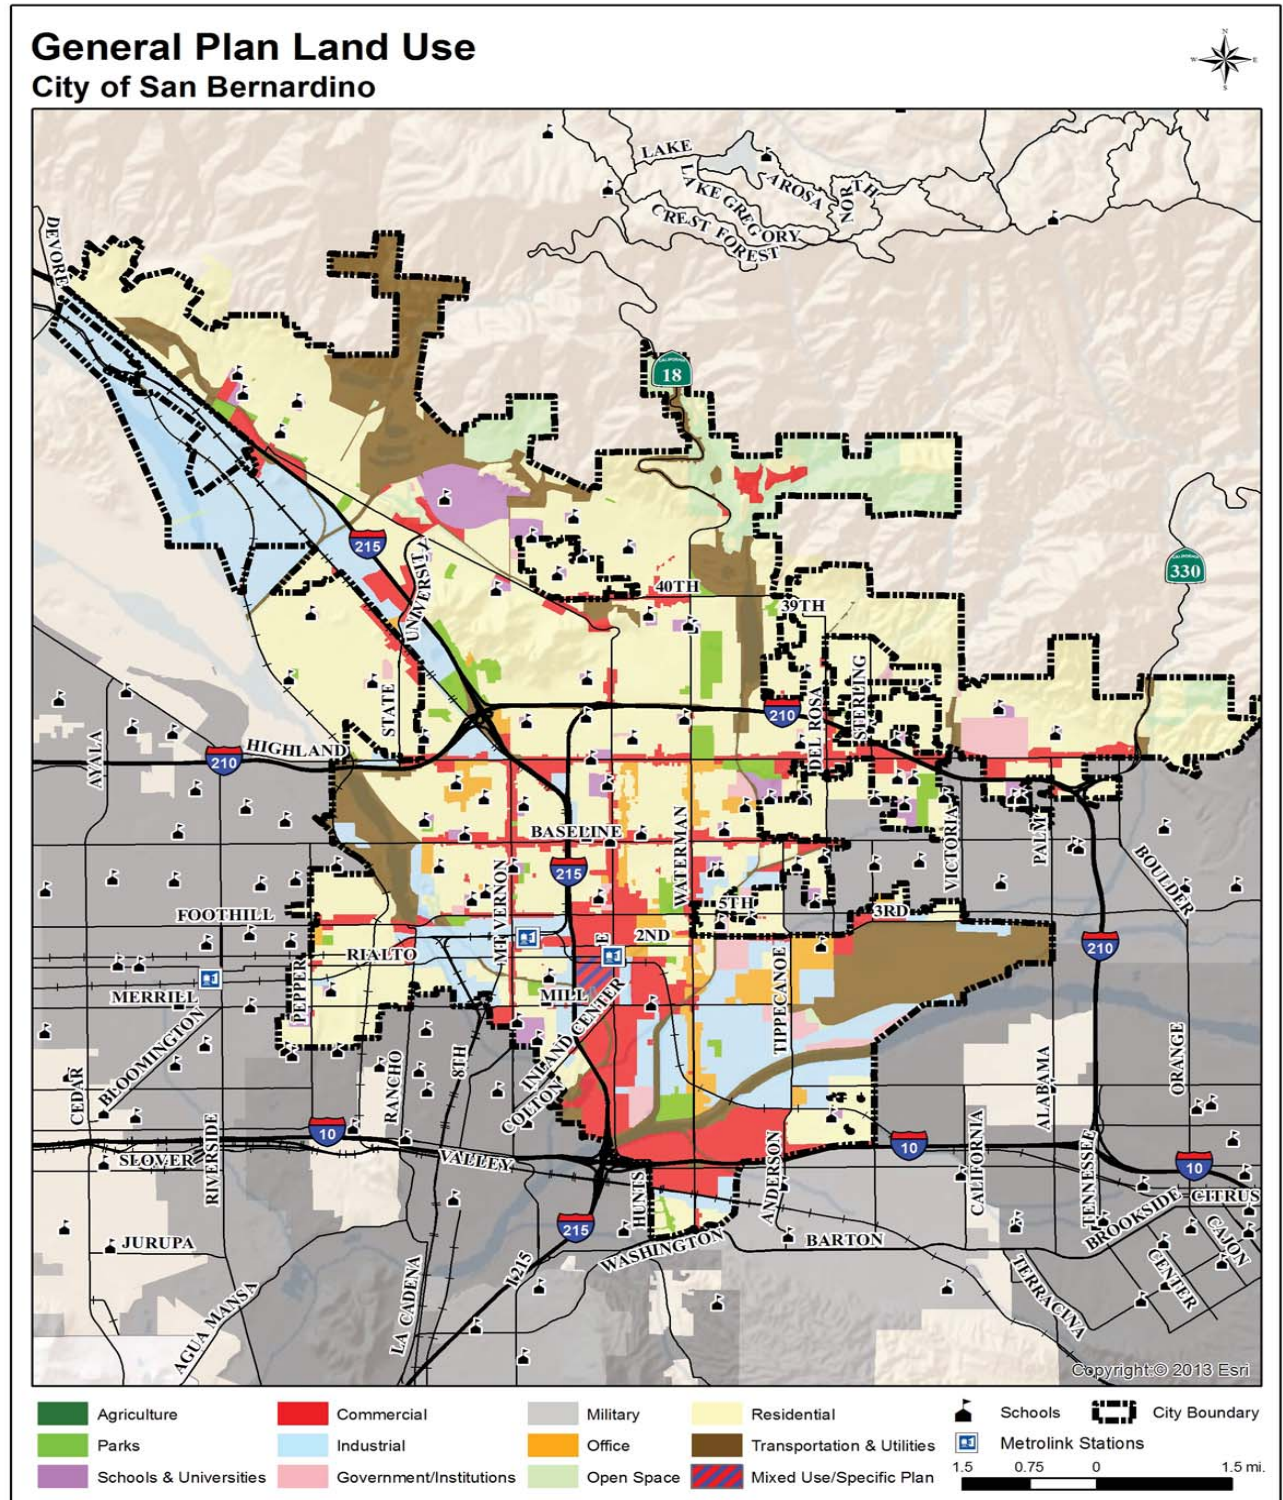 General Plan Land Use
City of San Bernardino
N
W E
S
LAKE
AROSA
NORTH
LAKE GREGORY
CREST FOREST
DEVORE
CALIFORNIA
18
215
UNIVERSITY
CALIFORNIA
330
40TH
39TH
STATE
STERLING
DEL ROSA
210
AYALA
210
HIGHLAND
BASELINE
WATERMAN
VICTORIA
PALM
BOULDER
215
MT VERNON
5TH
3RD
FOOTHILL
E
2ND
210
RIALTO
PEPPER
TIPPECANOE
MERRILL
MILL
INLAND CENTER
BLOOMINGTON
RANCHO
8TH
COLTON
CEDAR
ALABAMA
ORANGE
RIVERSIDE
10
CALIFORNIA
TENNESSEE
10
SLOVER
VALLEY
ANDERSON
10
HUNTS
CITRUS
215
BROOKSIDE
CAJON
JURUPA
WASHINGTON
BARTON
CENTER
I-215
TERRACINA
LA CADENA
AGUA MANSA
Copyright:© 2013 Esri
Agriculture Commercial Military Residential Schools City Boundary
Parks Industrial Office Transportation & Utilities Metrolink Stations
Schools & Universities Government/Institutions Open Space Mixed Use/Specific Plan
1.5 0.75 0 1.5 mi.